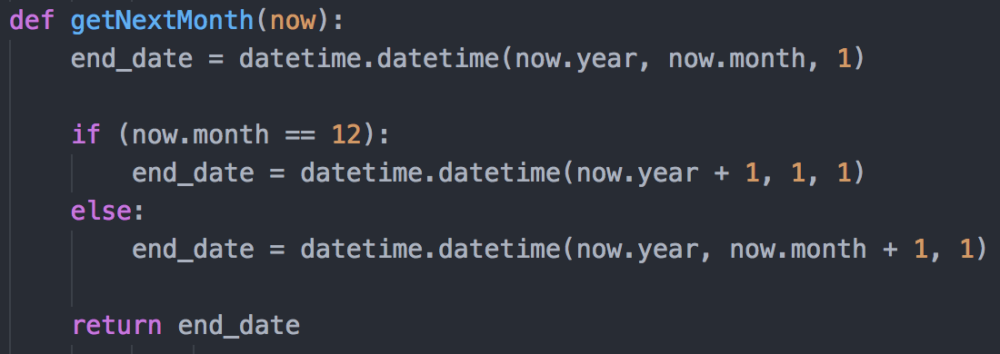 def getNextMonth(now):
    end_date = datetime.datetime(now.year, now.month, 1)
    if (now.month == 12):
        end_date = datetime.datetime(now.year + 1, 1, 1)
    else:
        end_date = datetime.datetime(now.year, now.month + 1, 1)
    return end_date